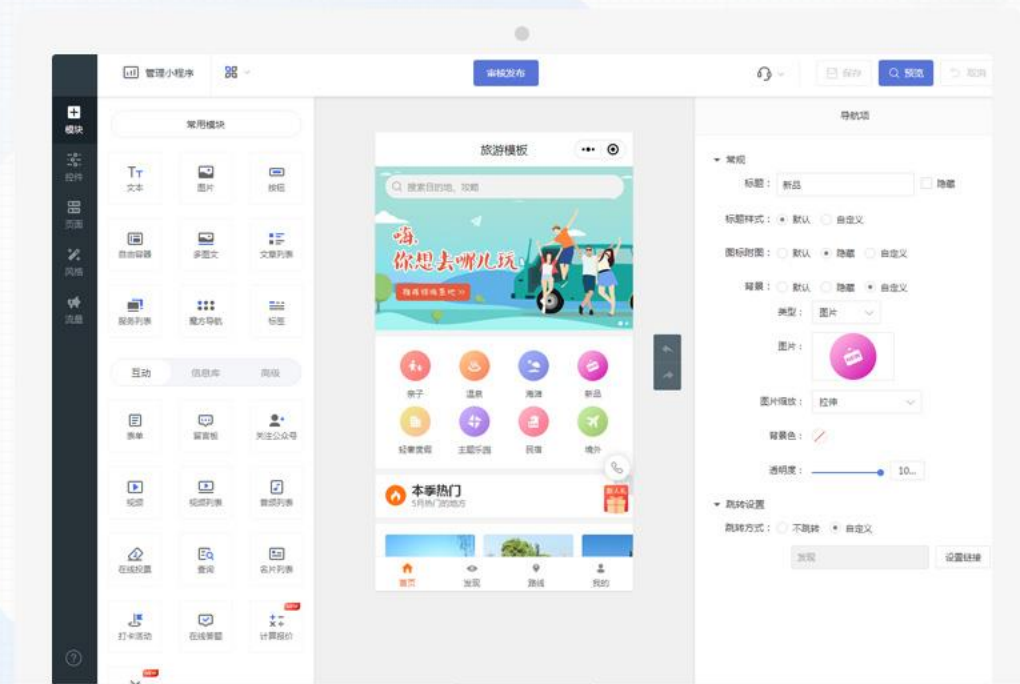 管理小程序
审核发布
保存
预览
取消
模块
控件
页面
风格
流量
常用模块
文本
图片
按钮
自由容器
多图文
文章列表
服务列表
魔方导航
标签
互动 信息库 高级
表单
留言板
关注公众号
视频
视频列表
音频列表
在线投票
查询
名片列表
打卡活动
在线答题
计算报价
NEW
NEW
旅游模板
搜索目的地、攻略
嗨,
你想去哪儿玩
亲子
温泉
海滩
新品
轻奢度假
主题乐园
民宿
境外
本季热门
5月热门的地方
新人礼
首页
发现
路线
我的
导航项
常规
标题: 新品 隐藏
标题样式: 默认 自定义
图标附图: 默认 隐藏 自定义
背景: 默认 隐藏 自定义
类型: 图片
图片:
NEW
图片缩放: 拉伸
背景色:
透明度: 10...
跳转设置
跳转方式: 不跳转 自定义
发现 设置链接